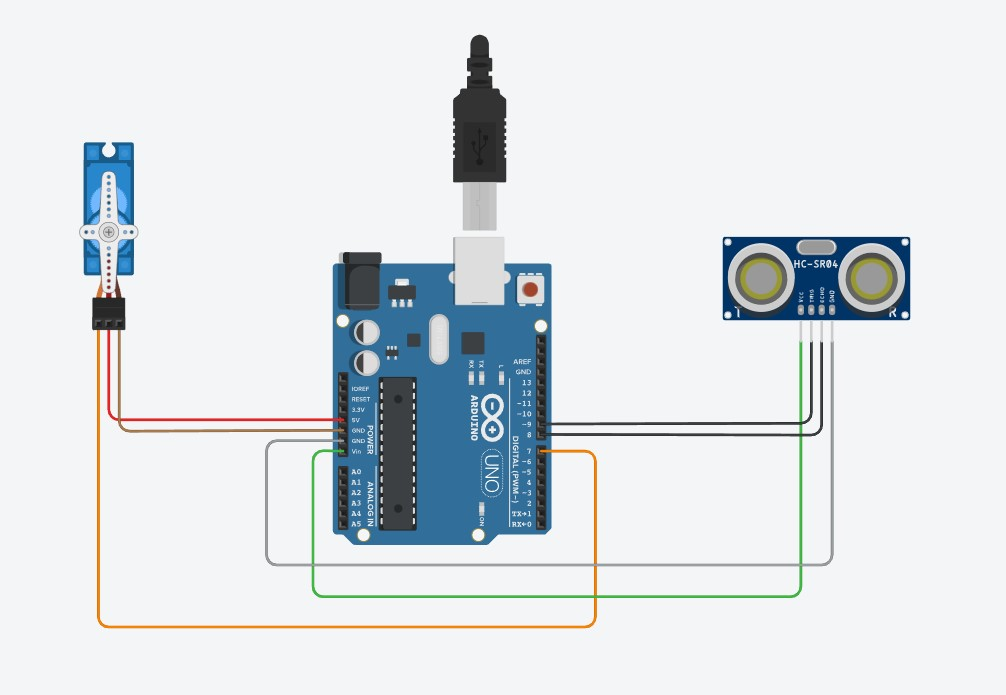 HC-SR04
VCC
TRIG
ECHO
GND
T
R
RX
TX
L
AREF
GND
13
12
~11
~10
~9
8
7
~6
~5
4
~3
2
TX→1
RX←0
DIGITAL (PWM~)
IOREF
RESET
3.3V
5V
GND
GND
Vin
POWER
A0
A1
A2
A3
A4
A5
ANALOG IN
ARDUINO
UNO
ON